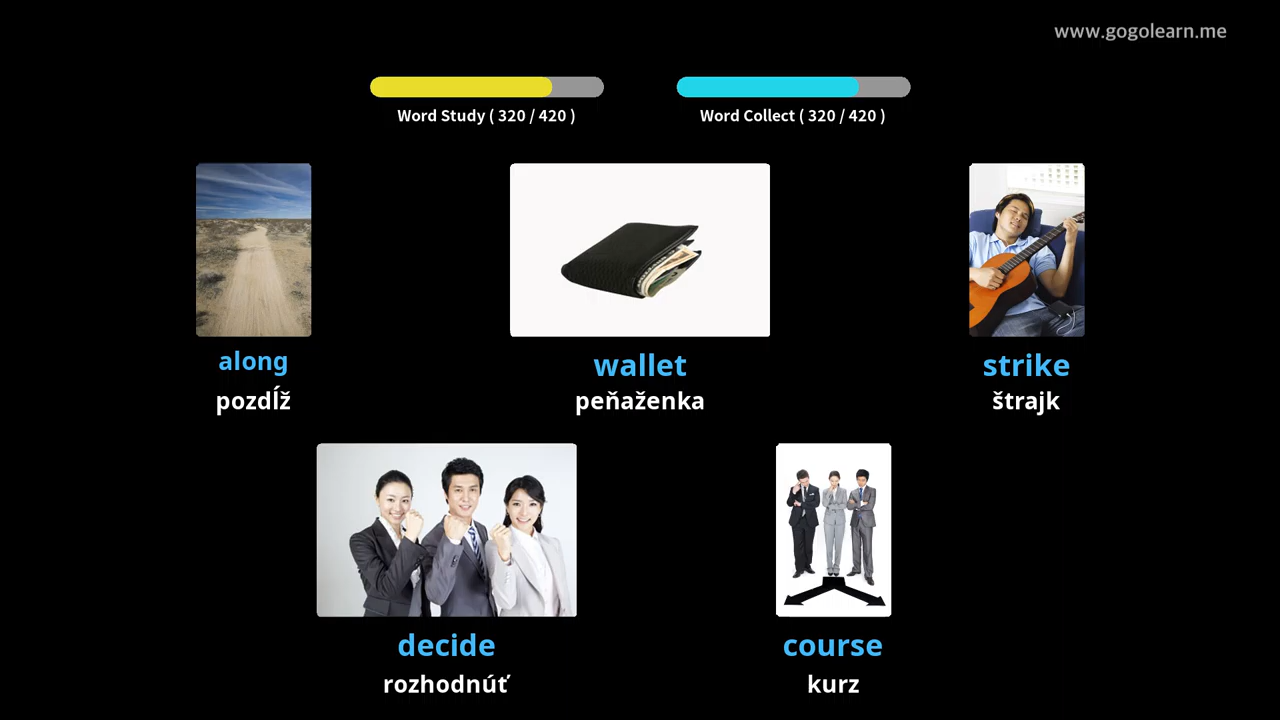 www.gogolearn.me
Word Study ( 320 / 420 )
Word Collect ( 320 / 420 )
along
pozdĺž
wallet
peňaženka
strike
štrajk
decide
rozhodnúť
course
kurz